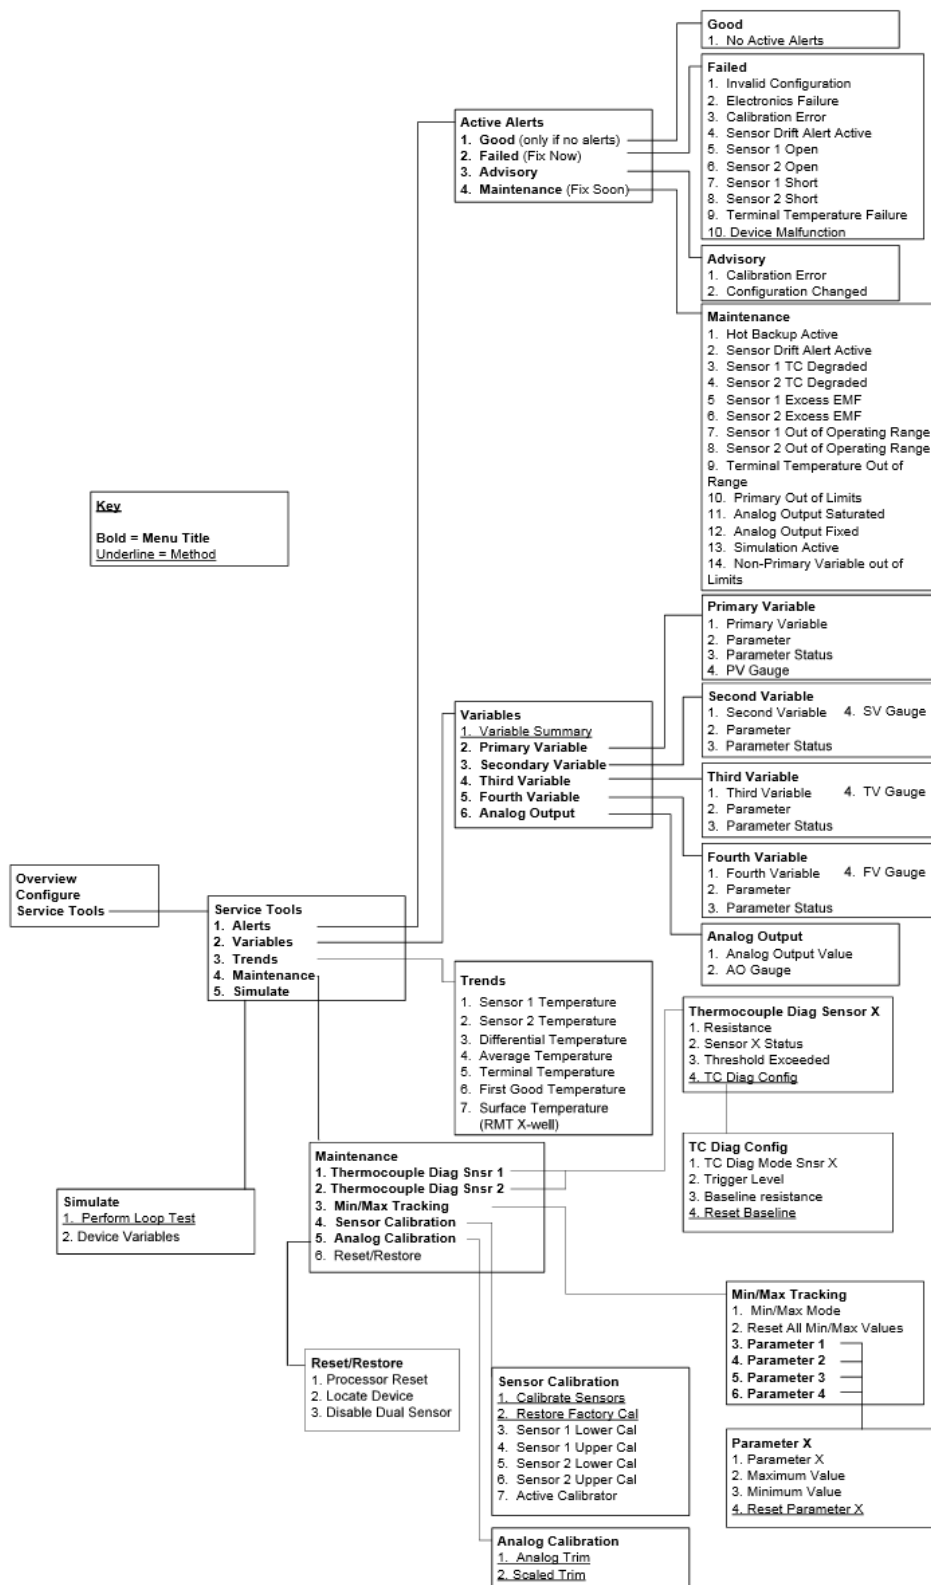 Good
1. No Active Alerts
Failed
1. Invalid Configuration
2. Electronics Failure
3. Calibration Error
4. Sensor Drift Alert Active
5. Sensor 1 Open
6. Sensor 2 Open
7. Sensor 1 Short
8. Sensor 2 Short
9. Terminal Temperature Failure
10. Device Malfunction
Active Alerts
1. Good (only if no alerts)
2. Failed (Fix Now)
3. Advisory
4. Maintenance (Fix Soon)
Advisory
1. Calibration Error
2. Configuration Changed
Maintenance
1. Hot Backup Active
2. Sensor Drift Alert Active
3. Sensor 1 TC Degraded
4. Sensor 2 TC Degraded
5 Sensor 1 Excess EMF
6. Sensor 2 Excess EMF
7. Sensor 1 Out of Operating Range
8. Sensor 2 Out of Operating Range
9. Terminal Temperature Out of
Range
10. Primary Out of Limits
11. Analog Output Saturated
12. Analog Output Fixed
13. Simulation Active
14. Non-Primary Variable out of
Limits
Key
Bold = Menu Title
Underline = Method
Primary Variable
1. Primary Variable
2. Parameter
3. Parameter Status
4. PV Gauge
Second Variable
1. Second Variable 4. SV Gauge
2. Parameter
3. Parameter Status
Variables
1. Variable Summary
2. Primary Variable
3. Secondary Variable
4. Third Variable
5. Fourth Variable
6. Analog Output
Third Variable
1. Third Variable 4. TV Gauge
2. Parameter
3. Parameter Status
Fourth Variable
1. Fourth Variable 4. FV Gauge
2. Parameter
3. Parameter Status
Overview
Configure
Service Tools
Service Tools
1. Alerts
2. Variables
3. Trends
4. Maintenance
5. Simulate
Analog Output
1. Analog Output Value
2. AO Gauge
Trends
1. Sensor 1 Temperature
2. Sensor 2 Temperature
3. Differential Temperature
4. Average Temperature
5. Terminal Temperature
6. First Good Temperature
7. Surface Temperature
(RMT X-well)
Thermocouple Diag Sensor X
1. Resistance
2. Sensor X Status
3. Threshold Exceeded
4. TC Diag Config
TC Diag Config
1. TC Diag Mode Snsr X
2. Trigger Level
3. Baseline resistance
4. Reset Baseline
Maintenance
1. Thermocouple Diag Snsr 1
2. Thermocouple Diag Snsr 2
3. Min/Max Tracking
4. Sensor Calibration
5. Analog Calibration
6. Reset/Restore
Simulate
1. Perform Loop Test
2. Device Variables
Min/Max Tracking
1. Min/Max Mode
2. Reset All Min/Max Values
3. Parameter 1
4. Parameter 2
5. Parameter 3
6. Parameter 4
Reset/Restore
1. Processor Reset
2. Locate Device
3. Disable Dual Sensor
Sensor Calibration
1. Calibrate Sensors
2. Restore Factory Cal
3. Sensor 1 Lower Cal
4. Sensor 1 Upper Cal
5. Sensor 2 Lower Cal
6. Sensor 2 Upper Cal
7. Active Calibrator
Parameter X
1. Parameter X
2. Maximum Value
3. Minimum Value
4. Reset Parameter X
Analog Calibration
1. Analog Trim
2. Scaled Trim